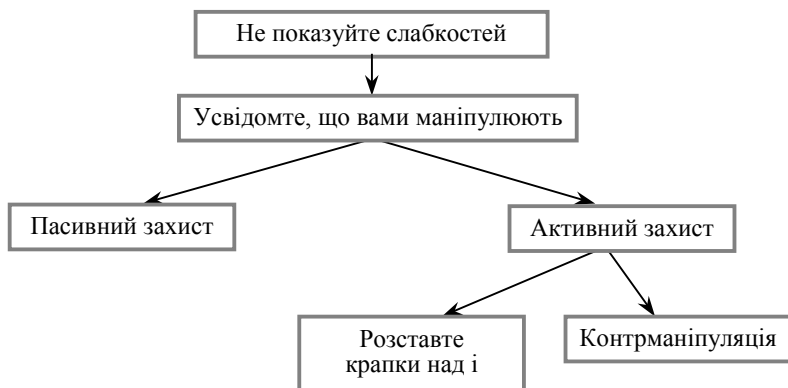 Не показуйте слабкостей
Усвідомте, що вами маніпулюють
Пасивний захист
Активний захист
Розставте
крапки над і
Контрманіпуляція